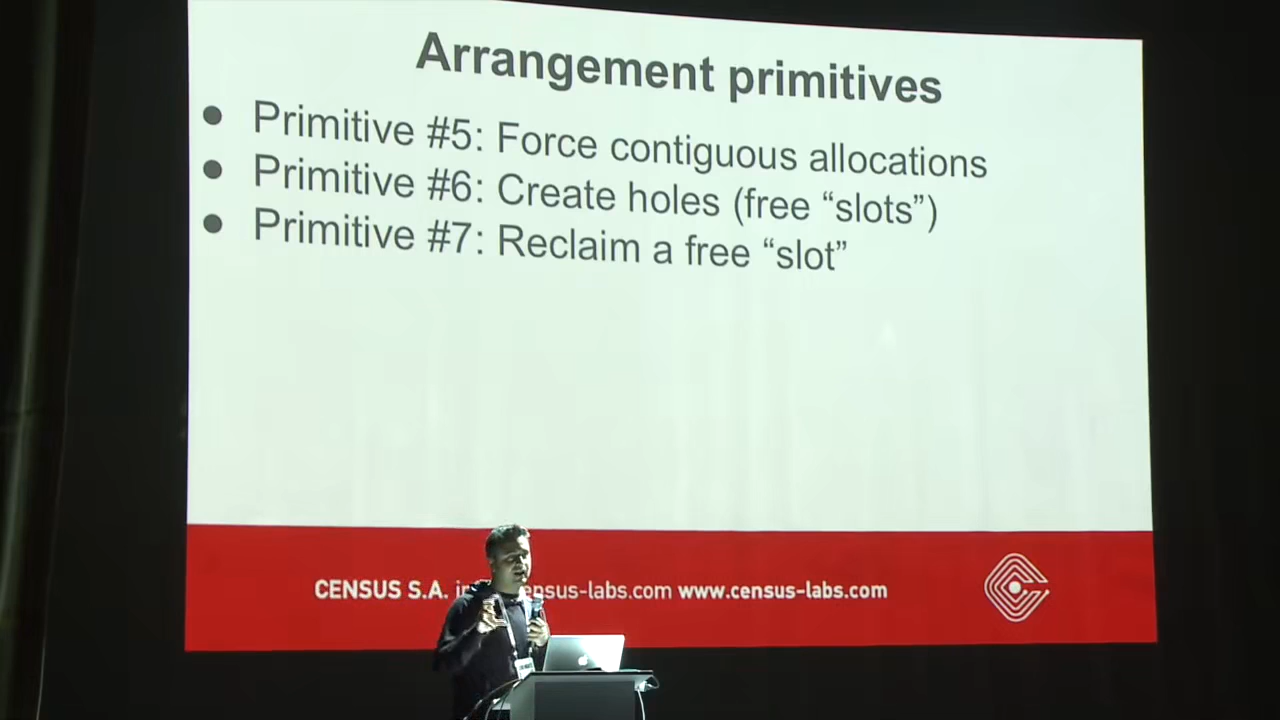 Arrangement primitives
● Primitive #5: Force contiguous allocations
● Primitive #6: Create holes (free “slots”)
● Primitive #7: Reclaim a free “slot”
CENSUS S.A. census-labs.com www.census-labs.com